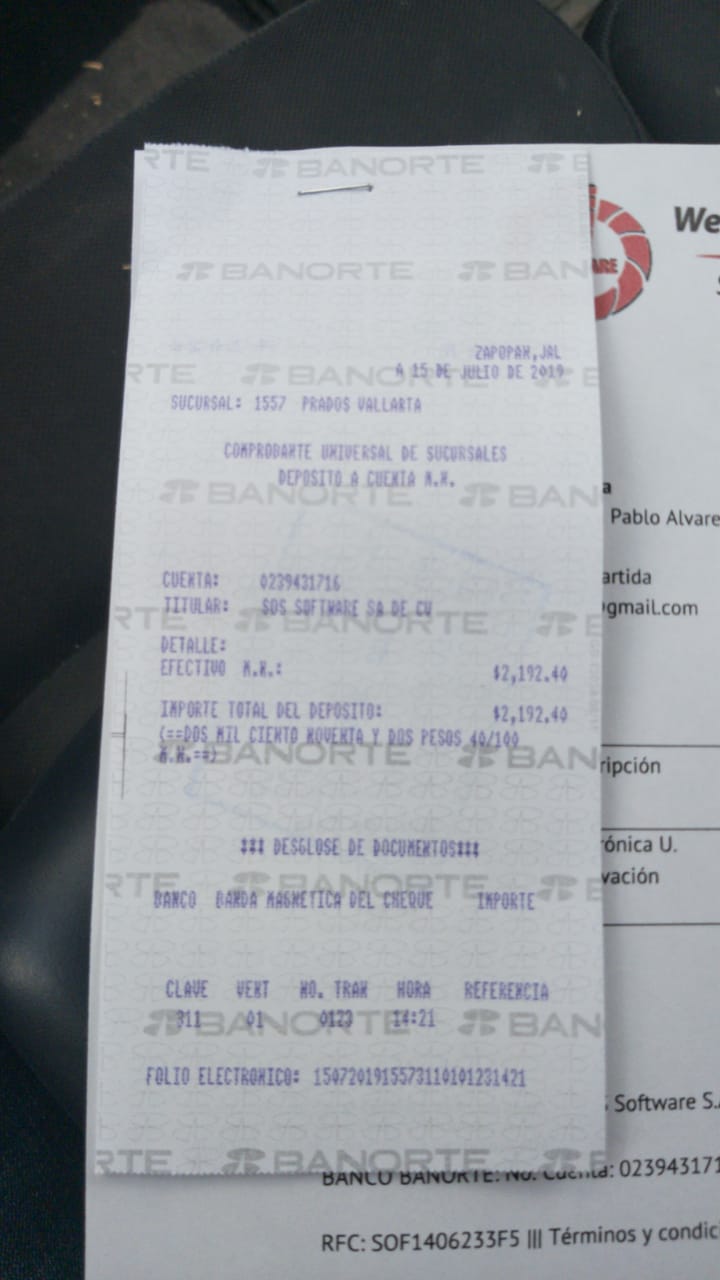 BANORTE
ZAPOPAN,JAL
A 15 DE JULIO DE 2019
SUCURSAL: 1557 PRADOS VALLARTA
COMPROBANTE UNIVERSAL DE SUCURSALES
DEPOSITO A CUENTA M.N.
CUENTA: 0239431716
TITULAR: SOS SOFTWARE SA DE CV
DETALLE:
EFECTIVO M.N.: $2,192.40
IMPORTE TOTAL DEL DEPOSITO: $2,192.40
(==DOS MIL CIENTO NOVENTA Y DOS PESOS 40/100
M.N.==)
*** DESGLOSE DE DOCUMENTOS***
BANCO BANDA MAGNETICA DEL CHEQUE IMPORTE
CLAVE VENT NO. TRAN HORA REFERENCIA
811 01 0123 14:21
FOLIO ELECTRONICO: 1507201915573110101231421
ARE
We
a
Pablo Alvare
artida
gmail.com
ripción
rónica U.
vación
Software S.A
BANCO BANORTE: No. Cuenta: 023943171
RFC: SOF1406233F5 ||| Términos y condic